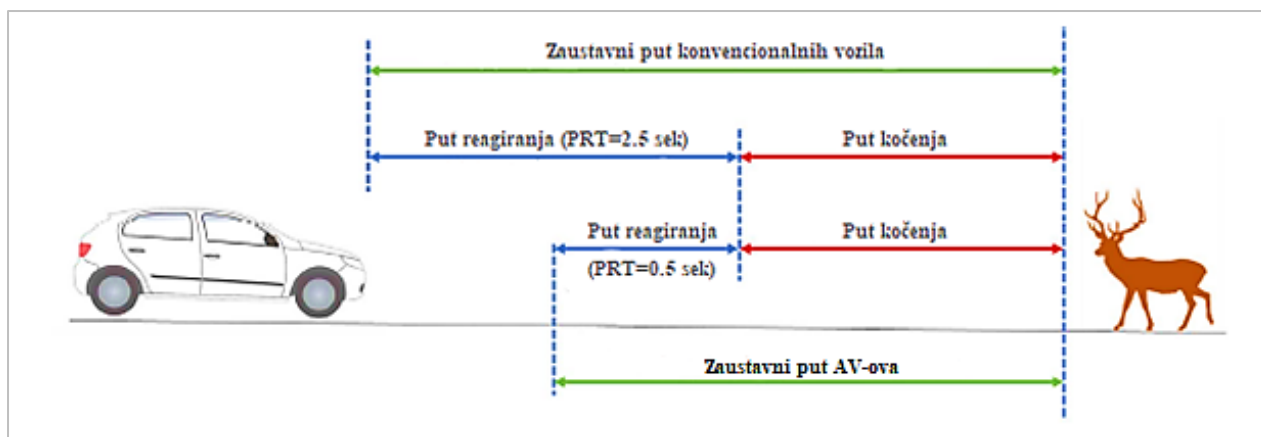 Zaustavni put konvencionalnih vozila
Put reagiranja (PRT=2.5 sek)
Put kočenja
Put reagiranja
(PRT=0.5 sek)
Put kočenja
Zaustavni put AV-ova